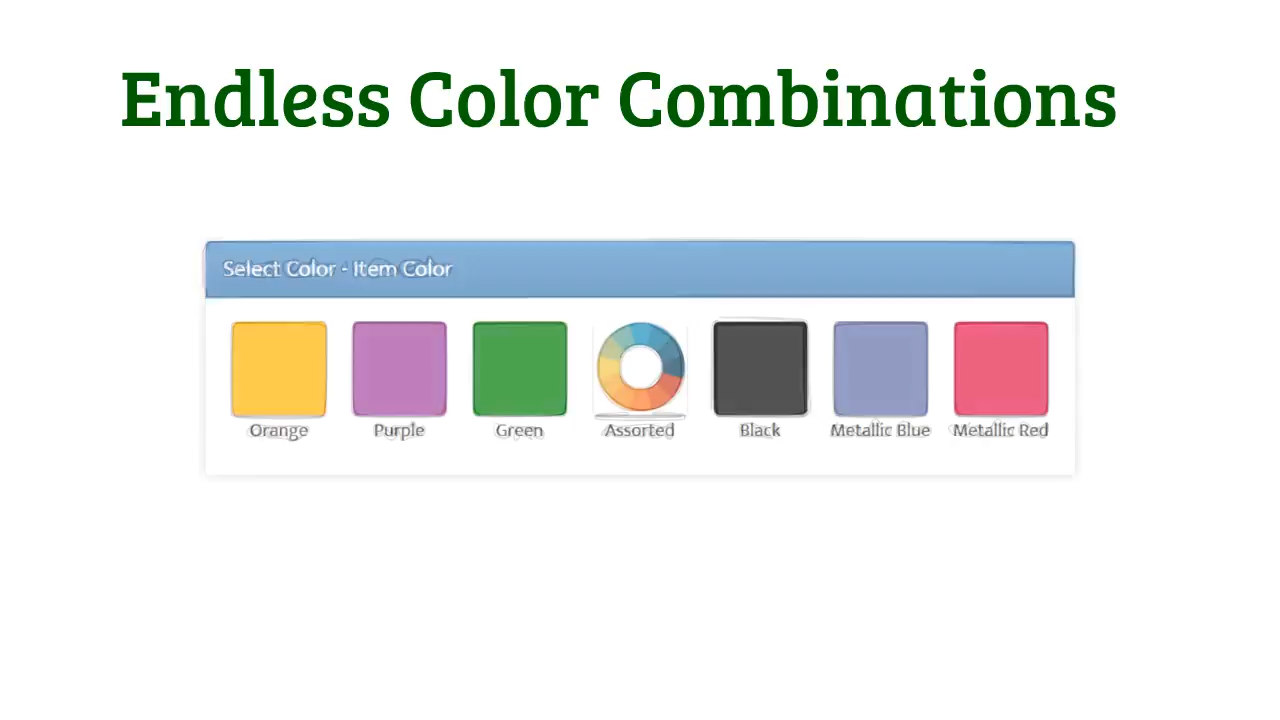 Endless Color Combinations
Select Color - Item Color
Orange Purple Green Assorted Black Metallic Blue Metallic Red